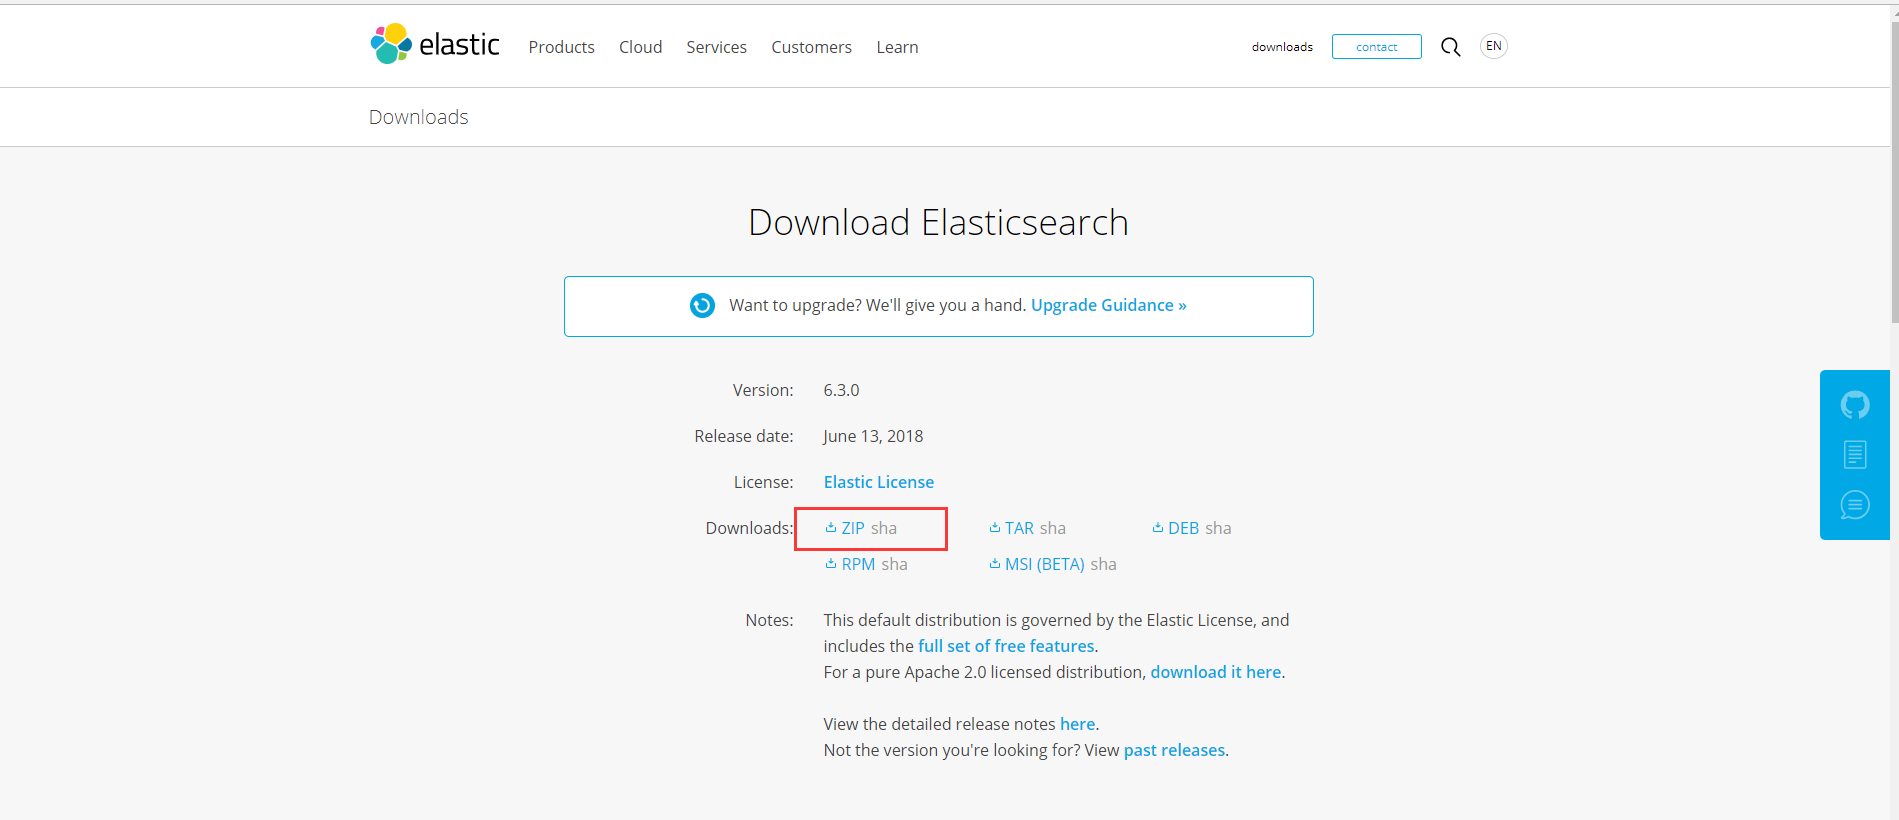 elastic Products Cloud Services Customers Learn downloads contact EN
Downloads
Download Elasticsearch
Want to upgrade? We'll give you a hand. Upgrade Guidance »
Version: 6.3.0
Release date: June 13, 2018
License: Elastic License
Downloads: ZIP sha TAR sha DEB sha
RPM sha MSI (BETA) sha
Notes: This default distribution is governed by the Elastic License, and
includes the full set of free features.
For a pure Apache 2.0 licensed distribution, download it here.
View the detailed release notes here.
Not the version you're looking for? View past releases.